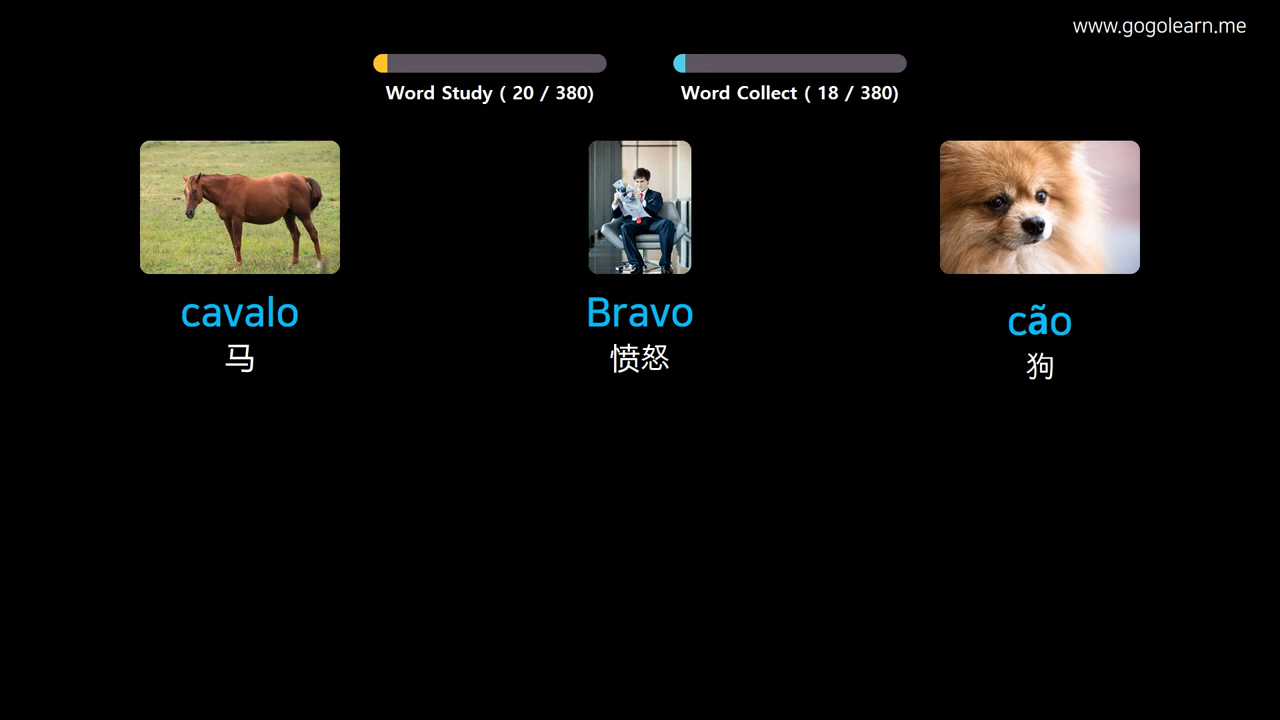 www.gogolearn.me
Word Study ( 20 / 380)
Word Collect ( 18 / 380)
cavalo
马
Bravo
愤怒
cão
狗